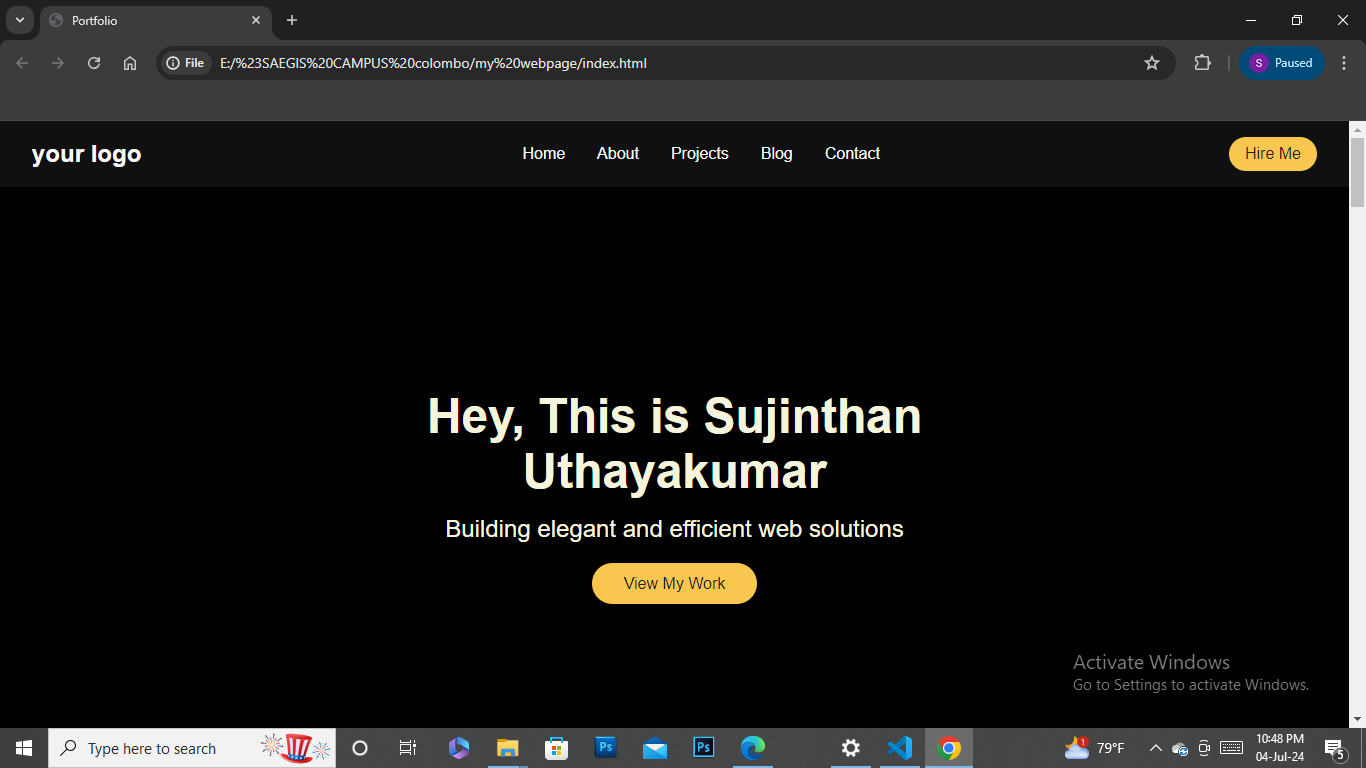 Portfolio
File
E:/%23SAEGIS%20CAMPUS%20colombo/my%20webpage/index.html
S
Paused
your logo
Home
About
Projects
Blog
Contact
Hire Me
Hey, This is Sujinthan
Uthayakumar
Building elegant and efficient web solutions
View My Work
Activate Windows
Go to Settings to activate Windows.
Type here to search
Ps
Ps
1
79°F
10:48 PM
04-Jul-24
5